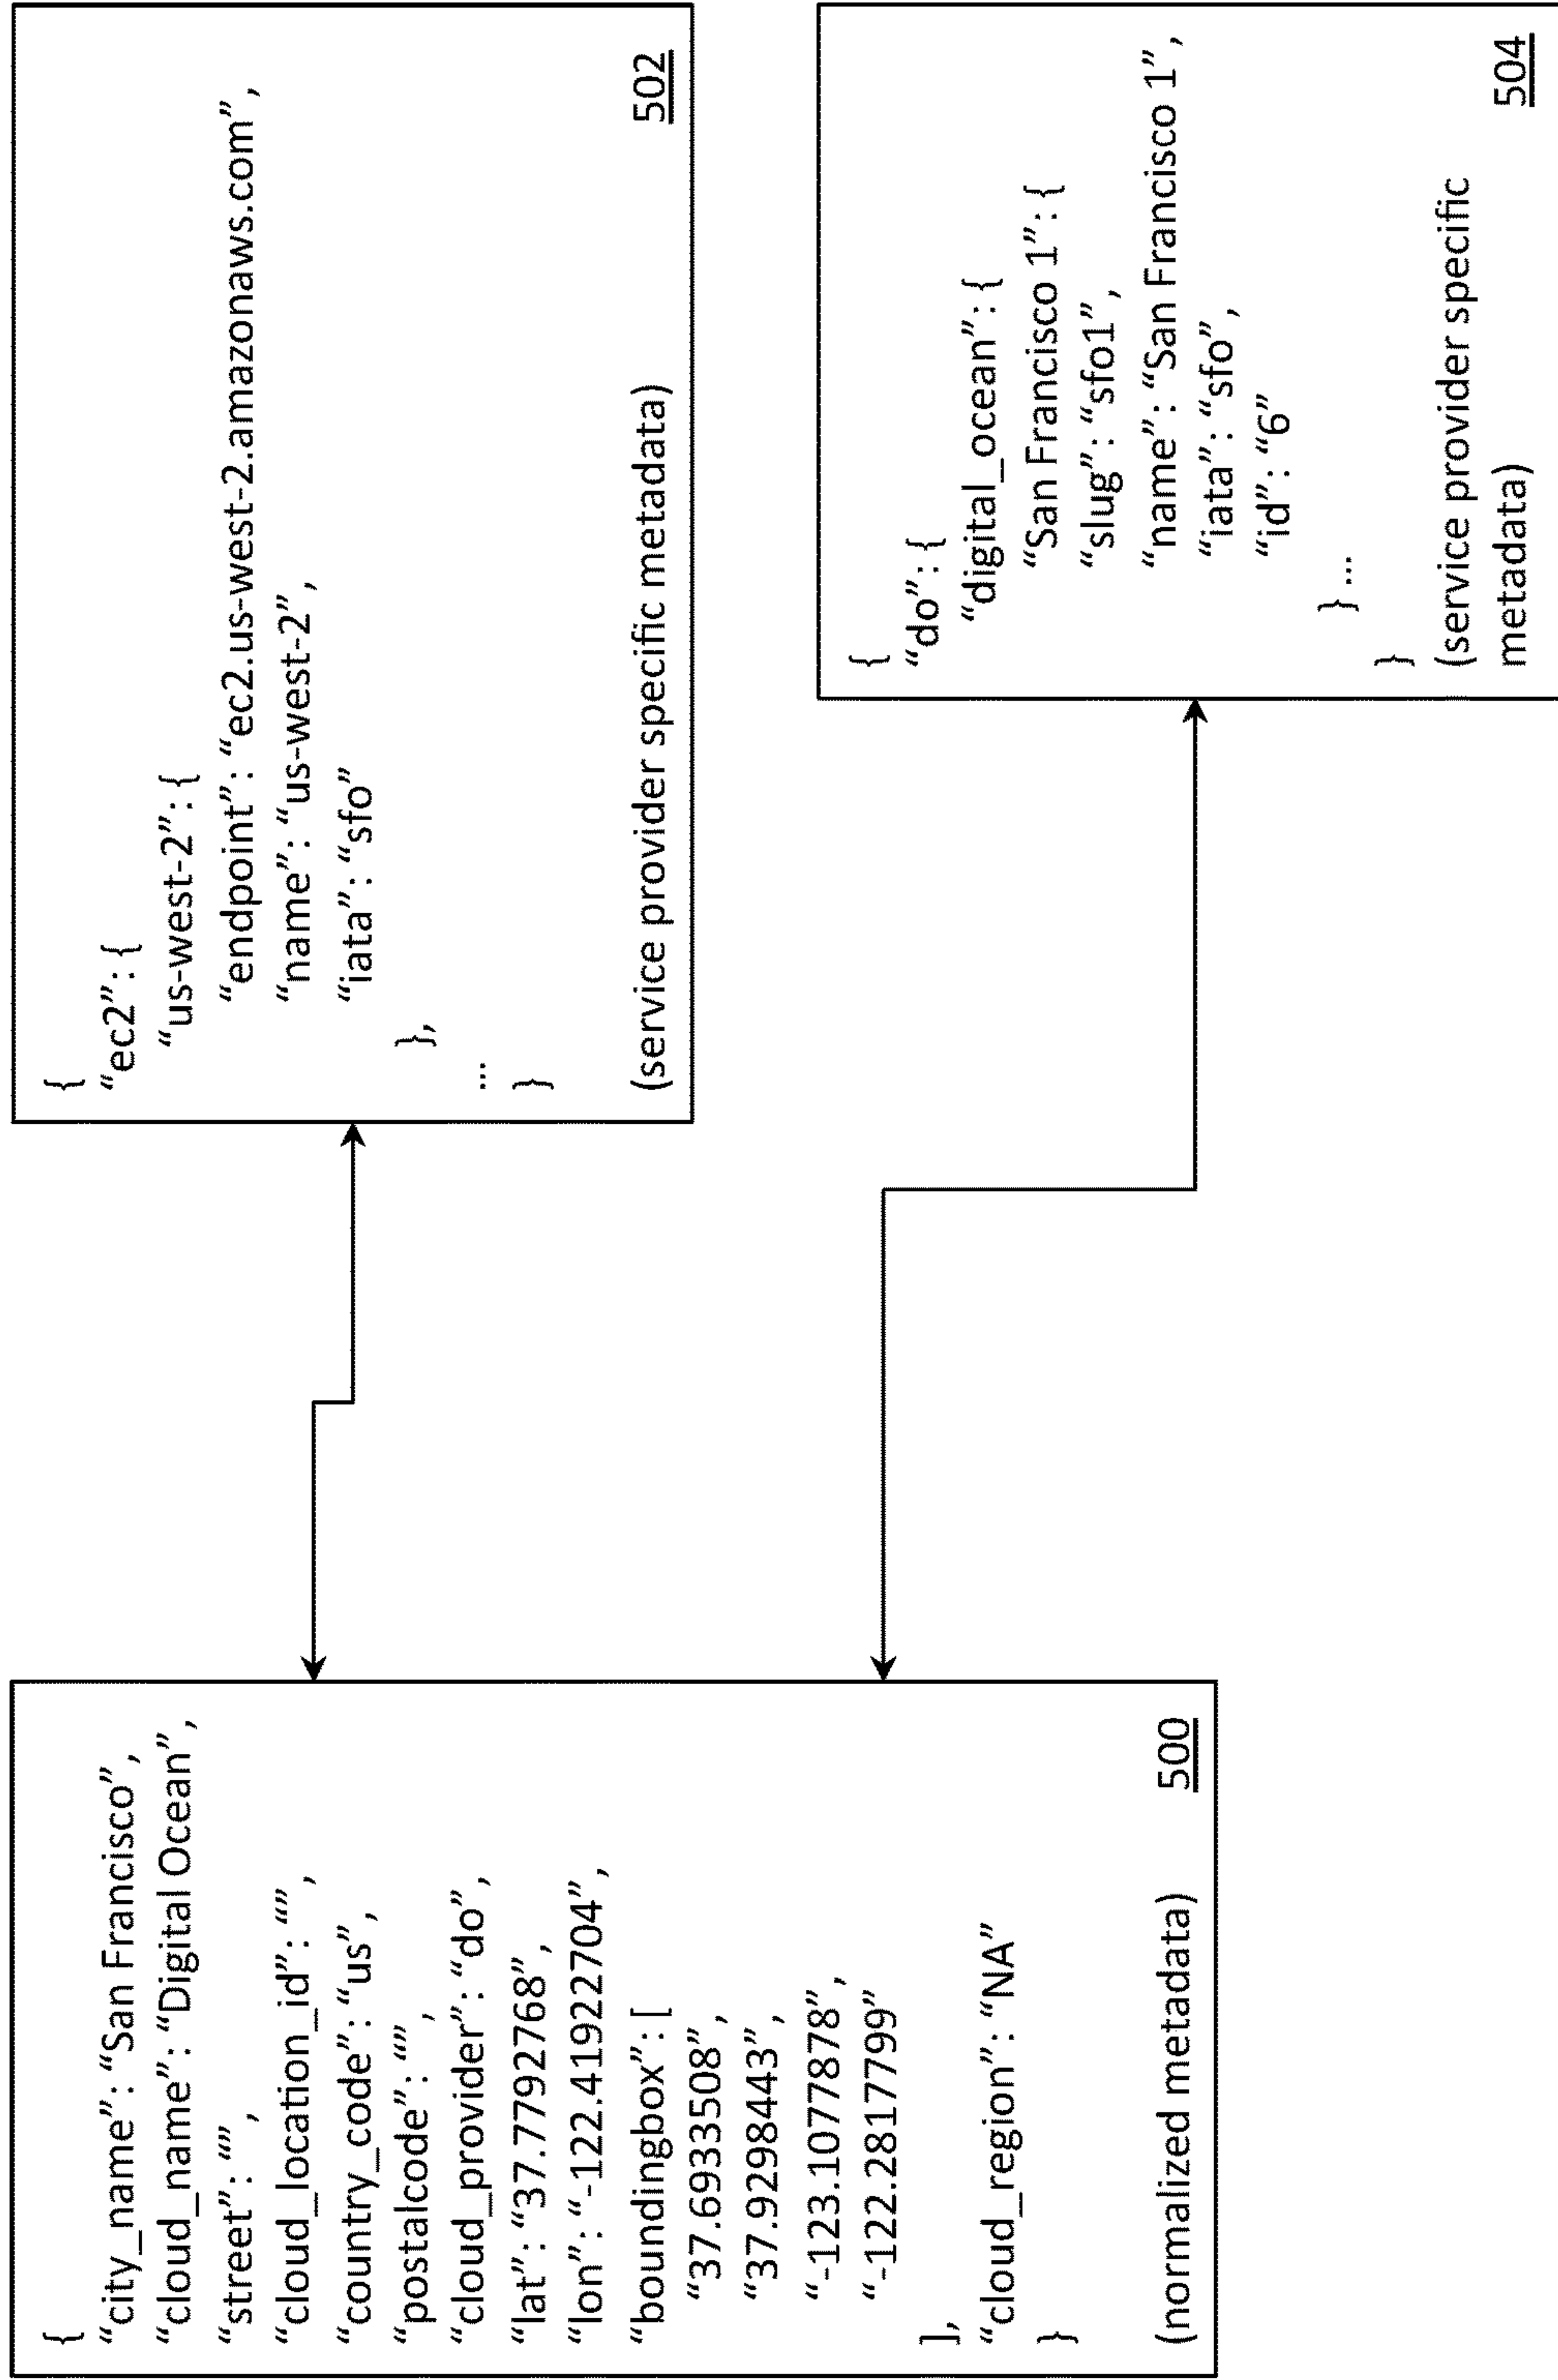 {
“city_name”: “San Francisco”,
“cloud_name”: “Digital Ocean”,
“street”: “”,
“cloud_location_id”: “”,
“country_code”: “us”,
“postalcode”: “”,
“cloud_provider”: “do”,
“lat”: “37.7792768”,
“lon”: “-122.4192704”,
“boundingbox”: [
“37.6933508”,
“37.9298443”,
“-123.1077878”,
“-122.2817799”
],
“cloud_region”: “NA”
}
(normalized metadata)
500
{
“ec2”: {
“us-west-2”: {
“endpoint”: “ec2.us-west-2.amazonaws.com”,
“name”: “us-west-2”,
“iata”: “sfo”
},
...
}
(service provider specific metadata)
502
{
“do”: {
“digital_ocean”: {
“San Francisco 1”: {
“slug”: “sfo1”,
“name”: “San Francisco 1”,
“iata”: “sfo”,
“id”: “6”
} ...
}
(service provider specific
metadata)
504